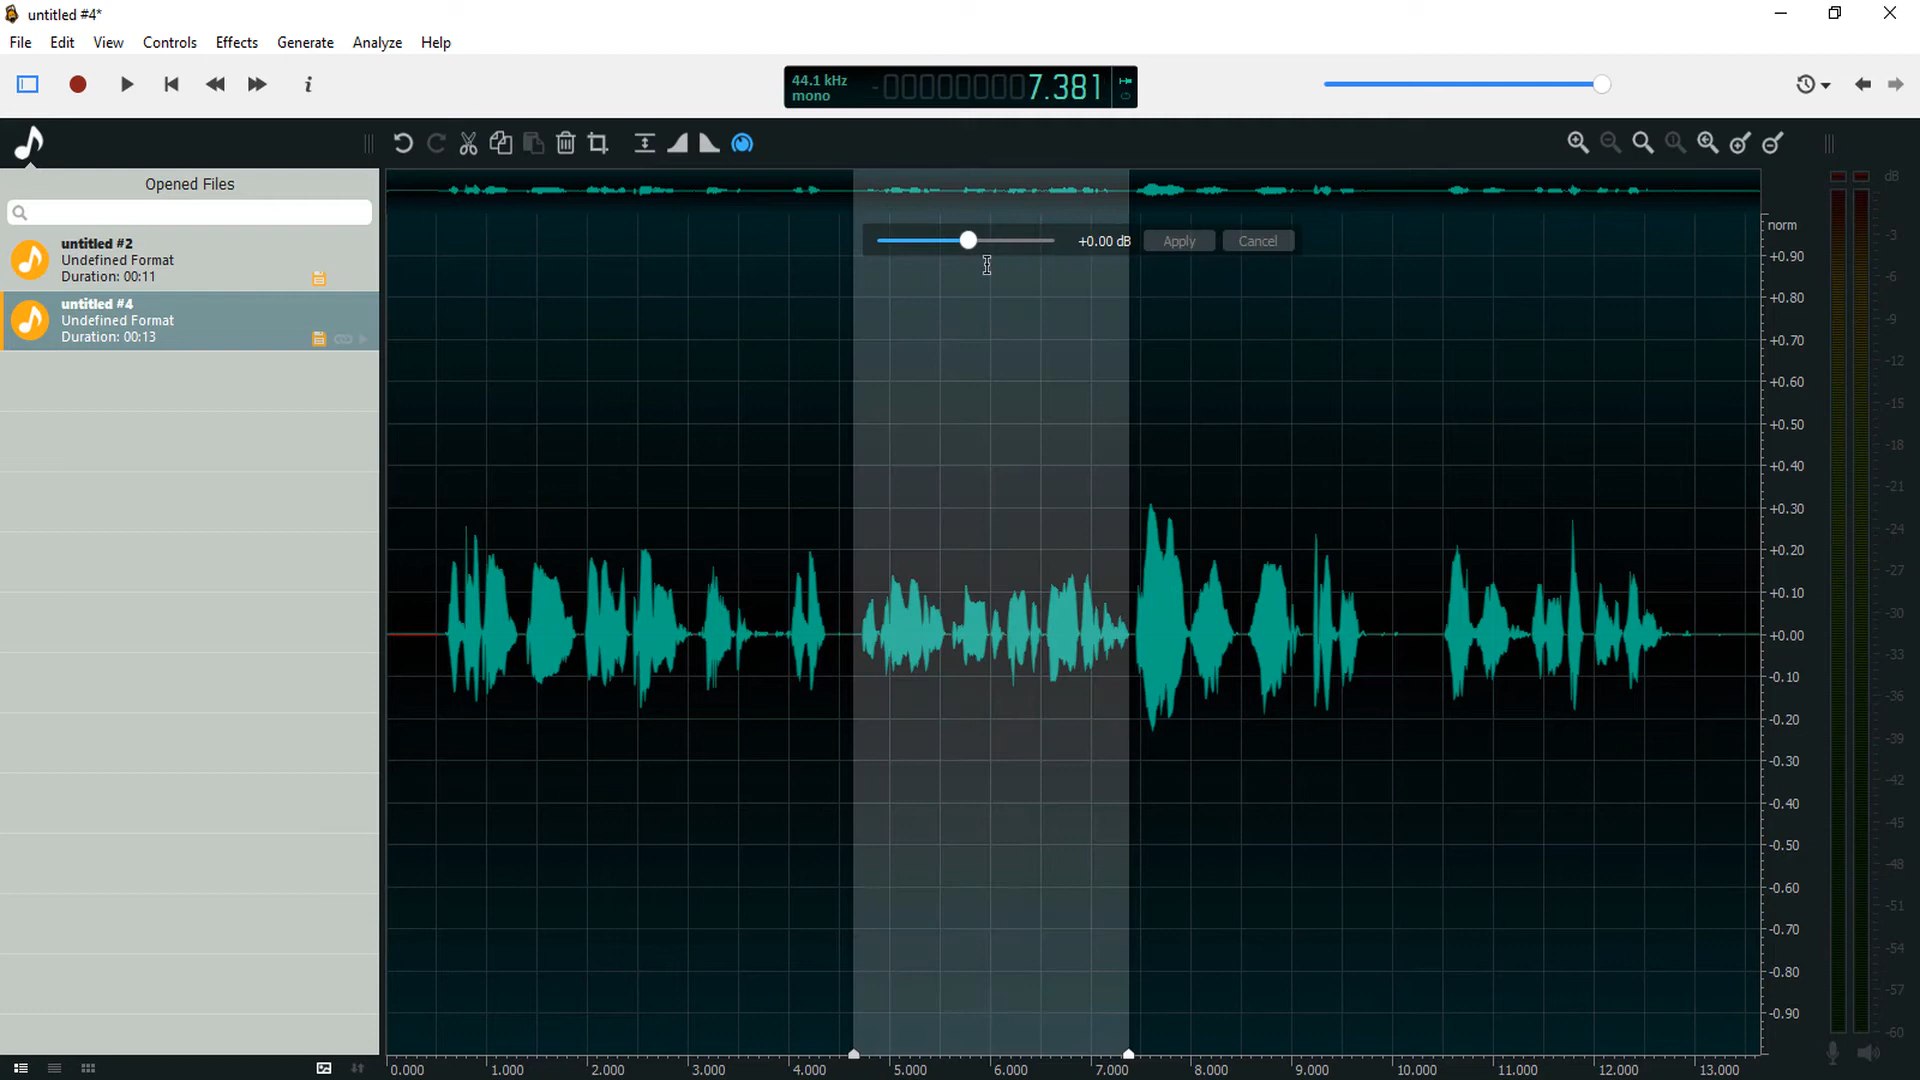 untitled #4*
File Edit View Controls Effects Generate Analyze Help
44.1 kHz
mono
-7.381
Opened Files
untitled #2
Undefined Format
Duration: 00:11
untitled #4
Undefined Format
Duration: 00:13
+0.00 dB Apply Cancel
norm
+0.90
+0.80
+0.70
+0.60
+0.50
+0.40
+0.30
+0.20
+0.10
+0.00
-0.10
-0.20
-0.30
-0.40
-0.50
-0.60
-0.70
-0.80
-0.90
dB
-3
-6
-9
-12
-15
-18
-21
-24
-27
-30
-33
-36
-39
-42
-45
-48
-51
-54
-57
-60
0.000 1.000 2.000 3.000 4.000 5.000 6.000 7.000 8.000 9.000 10.000 11.000 12.000 13.000